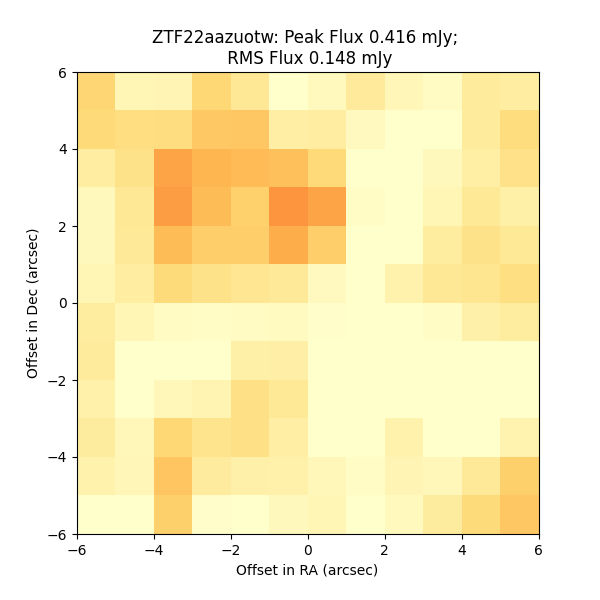 ZTF22aazuotw: Peak Flux 0.416 mJy;
RMS Flux 0.148 mJy
6
4
2
0
−2
−4
−6
Offset in Dec (arcsec)
−6 −4 −2 0 2 4 6
Offset in RA (arcsec)